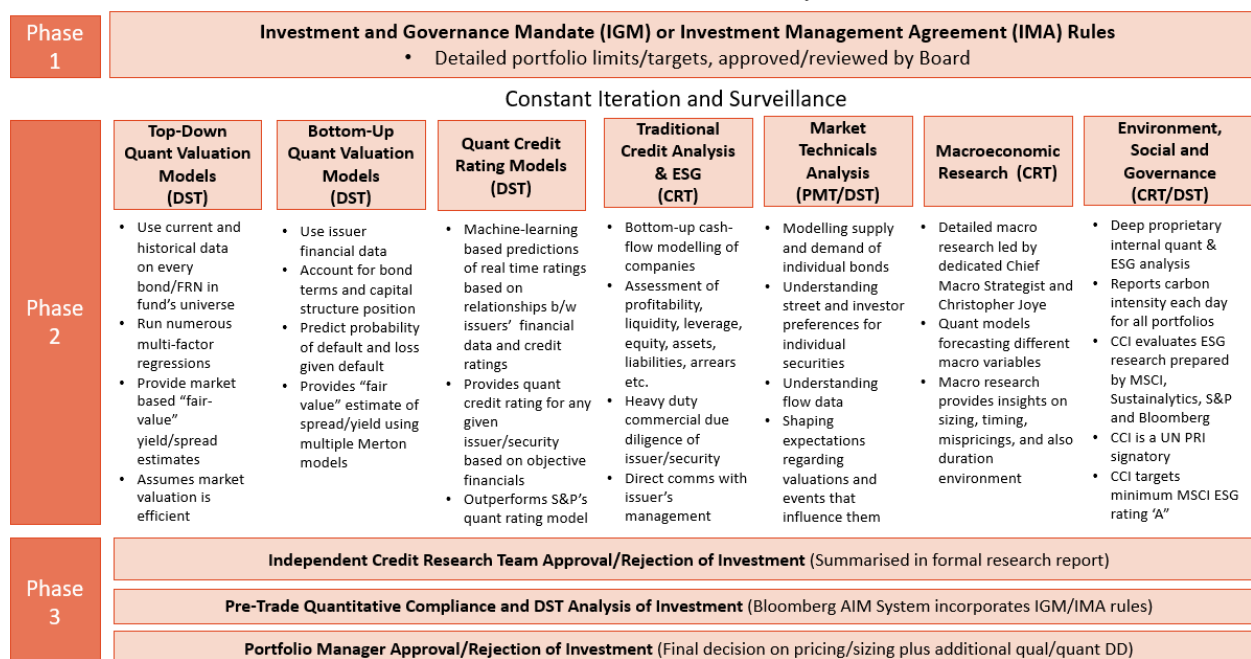 Phase
1
Investment and Governance Mandate (IGM) or Investment Management Agreement (IMA) Rules
• Detailed portfolio limits/targets, approved/reviewed by Board
Constant Iteration and Surveillance
Phase
2
Top-Down
Quant Valuation
Models
(DST)
• Use current and
historical data
on every
bond/FRN in
fund's universe
• Run numerous
multi-factor
regressions
• Provide market
based "fair-
value"
yield/spread
estimates
• Assumes market
valuation is
efficient
Bottom-Up
Quant Valuation
Models
(DST)
• Use issuer
financial data
• Account for bond
terms and capital
structure position
• Predict probability
of default and loss
given default
• Provides "fair
value" estimate of
spread/yield using
multiple Merton
models
Quant Credit
Rating Models
(DST)
• Machine-learning
based predictions
of real time ratings
based on
relationships b/w
issuers' financial
data and credit
ratings
• Provides quant
credit rating for any
given
issuer/security
based on objective
financials
• Outperforms S&P's
quant rating model
Traditional
Credit Analysis
& ESG
(CRT)
• Bottom-up cash-
flow modelling of
companies
• Assessment of
profitability,
liquidity, leverage,
equity, assets,
liabilities, arrears
etc.
• Heavy duty
commercial due
diligence of
issuer/security
• Direct comms with
issuer's
management
Market
Technicals
Analysis
(PMT/DST)
• Modelling supply
and demand of
individual bonds
• Understanding
street and investor
preferences for
individual
securities
• Understanding
flow data
• Shaping
expectations
regarding
valuations and
events that
influence them
Macroeconomic
Research (CRT)
• Detailed macro
research led by
dedicated Chief
Macro Strategist and
Christopher Joye
• Quant models
forecasting different
macro variables
• Macro research
provides insights on
sizing, timing,
mispricings, and also
duration
environment
Environment,
Social and
Governance
(CRT/DST)
• Deep proprietary
internal quant &
ESG analysis
• Reports carbon
intensity each day
for all portfolios
• CCI evaluates ESG
research prepared
by MSCI,
Sustainalytics, S&P
and Bloomberg
• CCI is a UN PRI
signatory
• CCI targets
minimum MSCI ESG
rating 'A"
Phase
3
Independent Credit Research Team Approval/Rejection of Investment (Summarised in formal research report)
Pre-Trade Quantitative Compliance and DST Analysis of Investment (Bloomberg AIM System incorporates IGM/IMA rules)
Portfolio Manager Approval/Rejection of Investment (Final decision on pricing/sizing plus additional qual/quant DD)